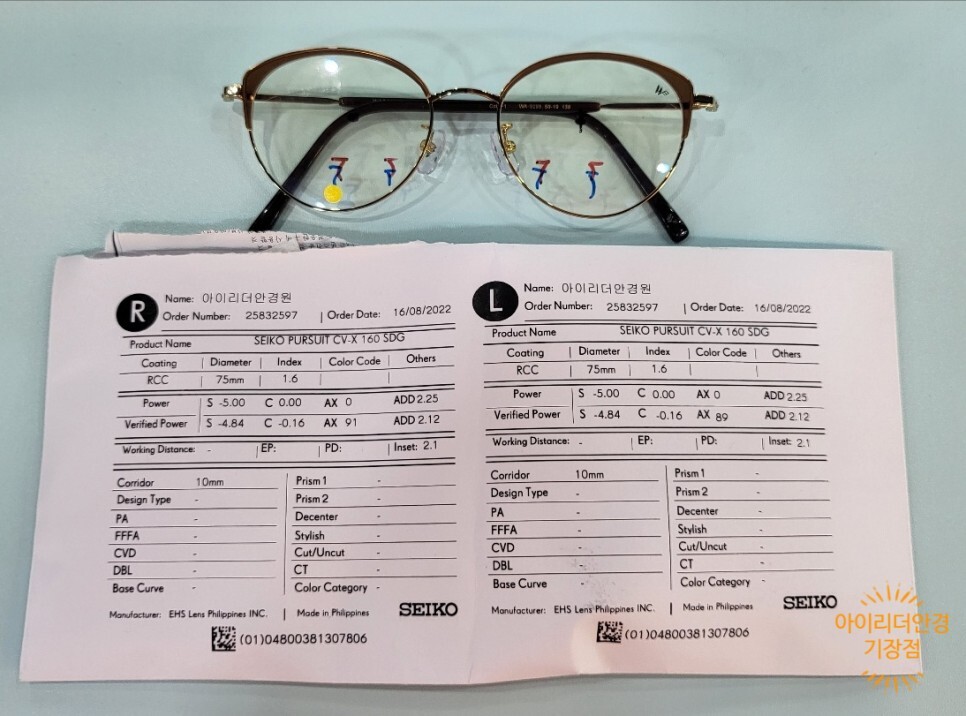 R
Name: 아이리더안경원
Order Number: 25832597 | Order Date: 16/08/2022
Product Name SEIKO PURSUIT CV-X 160 SDG
Coating | Diameter | Index | Color Code | Others
RCC | 75mm | 1.6
Power S -5.00 C 0.00 AX 0 ADD 2.25
Verified Power S -4.84 C -0.16 AX 91 ADD 2.12
Working Distance: - | EP: | PD: | Inset: 2.1
Corridor 10mm Prism 1 -
Design Type - Prism 2 -
PA - Decenter -
FFFA - Stylish -
CVD - Cut/Uncut -
DBL - CT -
Base Curve - Color Category -
Manufacturer: EHS Lens Philippines INC. | Made in Philippines SEIKO
(01)04800381307806
L
Name: 아이리더안경원
Order Number: 25832597 | Order Date: 16/08/2022
Product Name SEIKO PURSUIT CV-X 160 SDG
Coating | Diameter | Index | Color Code | Others
RCC | 75mm | 1.6
Power S -5.00 C 0.00 AX 0 ADD 2.25
Verified Power S -4.84 C -0.16 AX 89 ADD 2.12
Working Distance: - | EP: | PD: | Inset: 2.1
Corridor 10mm Prism 1 -
Design Type - Prism 2 -
PA - Decenter -
FFFA - Stylish -
CVD - Cut/Uncut -
DBL - CT -
Base Curve - Color Category -
Manufacturer: EHS Lens Philippines INC. | Made in Philippines SEIKO
(01)04800381307806
아이리더안경
기장점